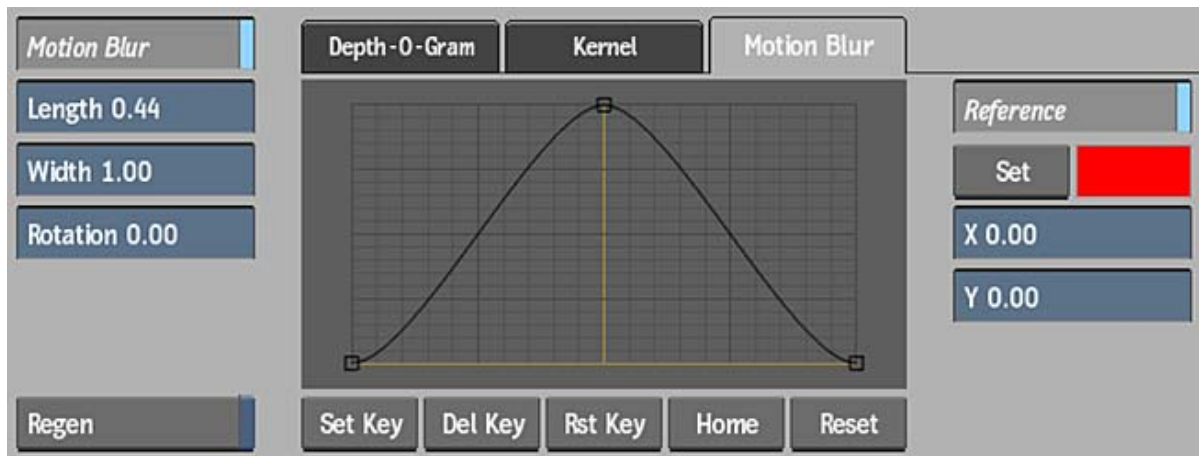 Motion Blur
Length 0.44
Width 1.00
Rotation 0.00
Regen
Depth-O-Gram Kernel Motion Blur
Set Key Del Key Rst Key Home Reset
Reference
Set
X 0.00
Y 0.00